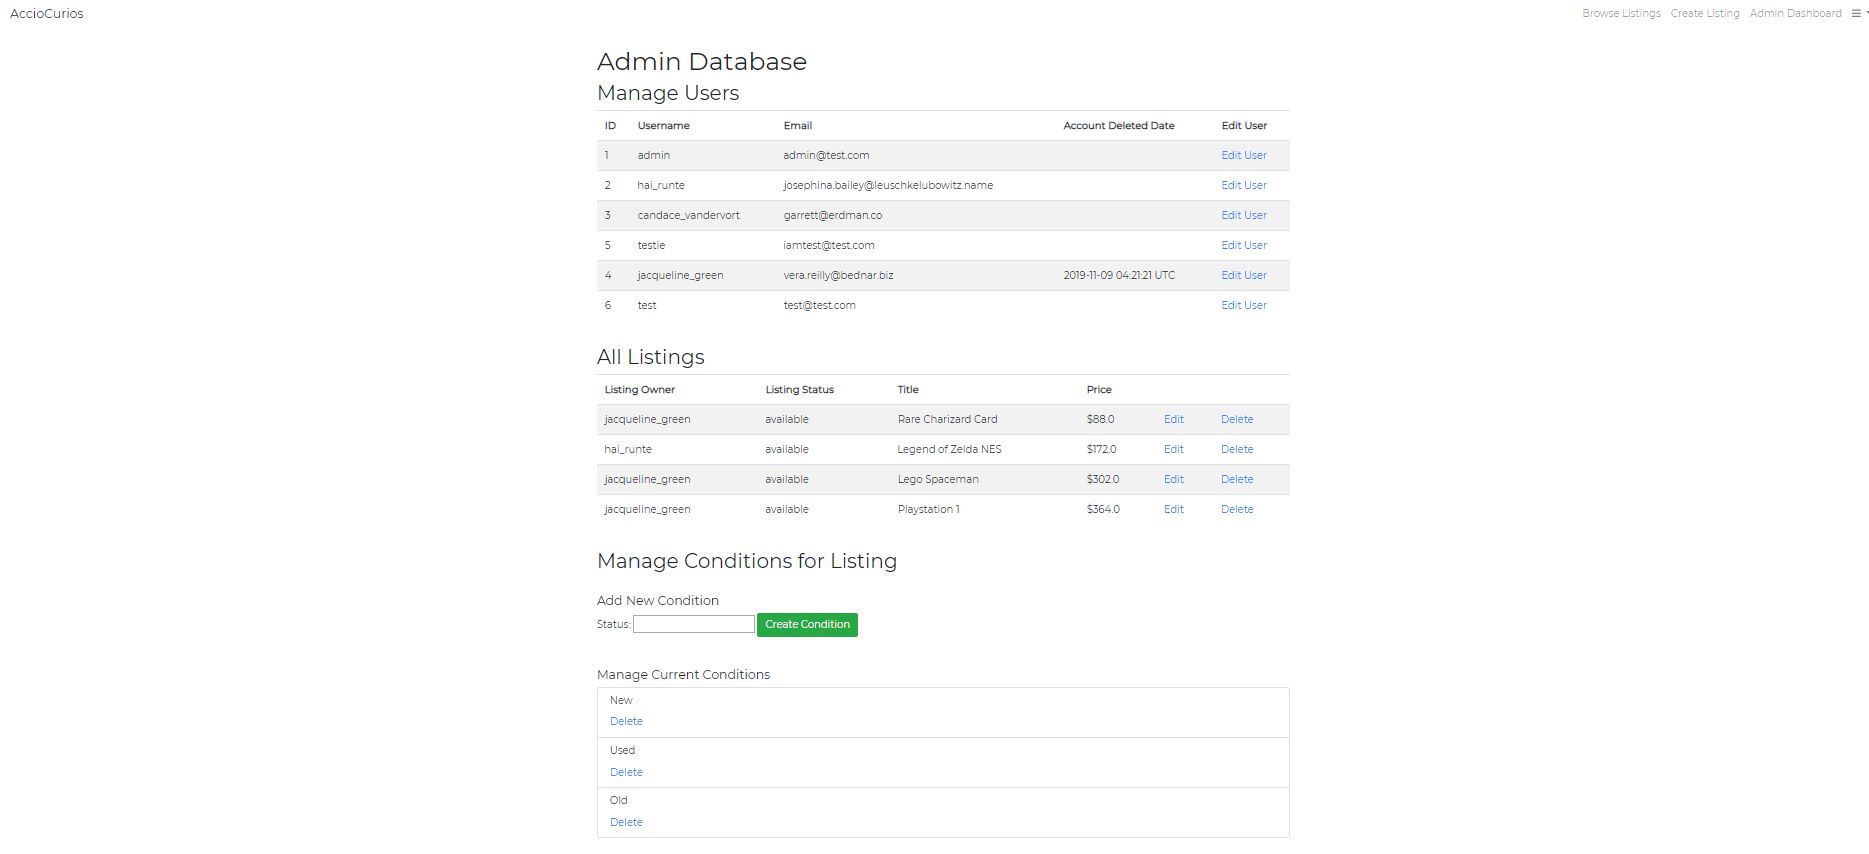 AccioCurios Browse Listings Create Listing Admin Dashboard
Admin Database
Manage Users
ID Username Email Account Deleted Date Edit User
1 admin admin@test.com Edit User
2 hai_runte josephina.bailey@leuschkelubowitz.name Edit User
3 candace_vandervort garrett@erdman.co Edit User
5 testie iamtest@test.com Edit User
4 jacqueline_green vera.reilly@bednar.biz 2019-11-09 04:21:21 UTC Edit User
6 test test@test.com Edit User
All Listings
Listing Owner Listing Status Title Price
jacqueline_green available Rare Charizard Card $88.0 Edit Delete
hai_runte available Legend of Zelda NES $172.0 Edit Delete
jacqueline_green available Lego Spaceman $302.0 Edit Delete
jacqueline_green available Playstation 1 $364.0 Edit Delete
Manage Conditions for Listing
Add New Condition
Status: Create Condition
Manage Current Conditions
New
Delete
Used
Delete
Old
Delete